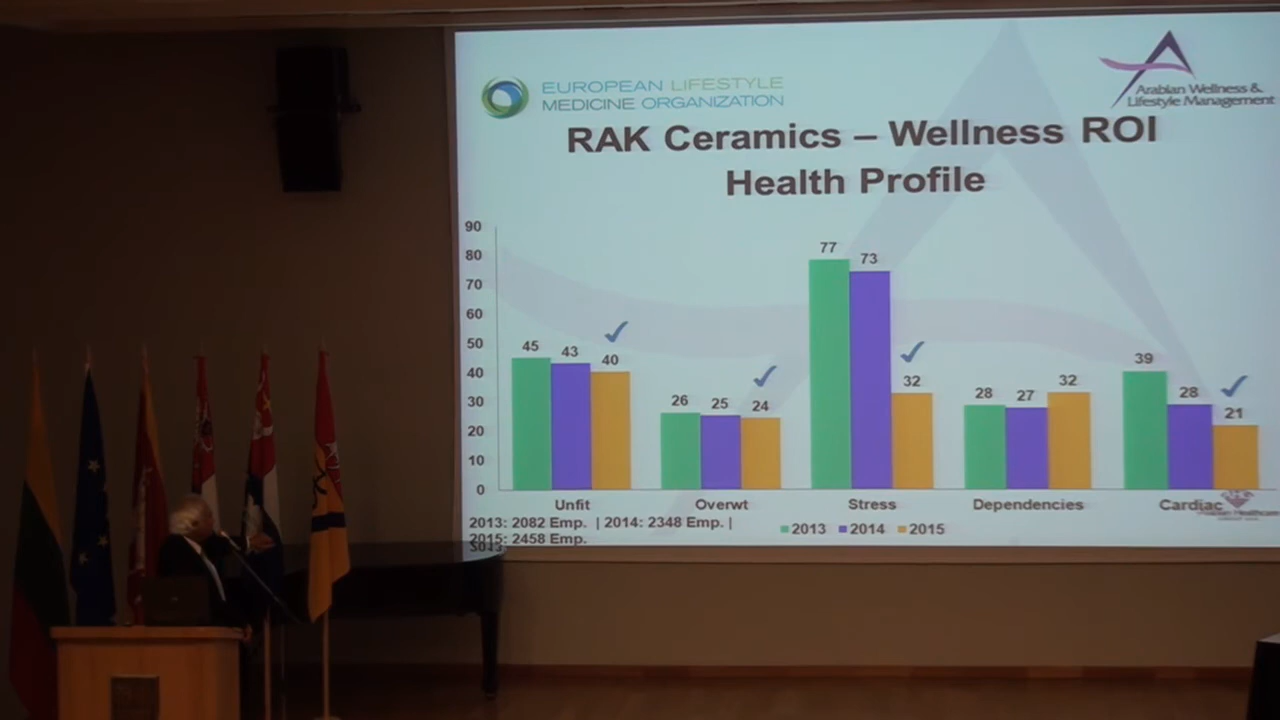 EUROPEAN LIFESTYLE
MEDICINE ORGANIZATION
Arabian Wellness &
Lifestyle Management
RAK Ceramics – Wellness ROI
Health Profile
90
80
70
60
50
40
30
20
10
0
45
43
40
26
25
24
77
73
32
28
27
32
39
28
21
Unfit
Overwt
Stress
Dependencies
Cardiac
2013: 2082 Emp. | 2014: 2348 Emp. |
2015: 2458 Emp.
2013
2014
2015